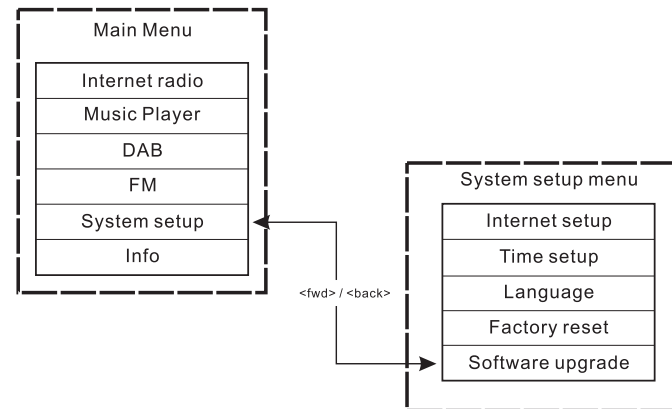 Main Menu
Internet radio
Music Player
DAB
FM
System setup
Info
<fwd> / <back>
System setup menu
Internet setup
Time setup
Language
Factory reset
Software upgrade